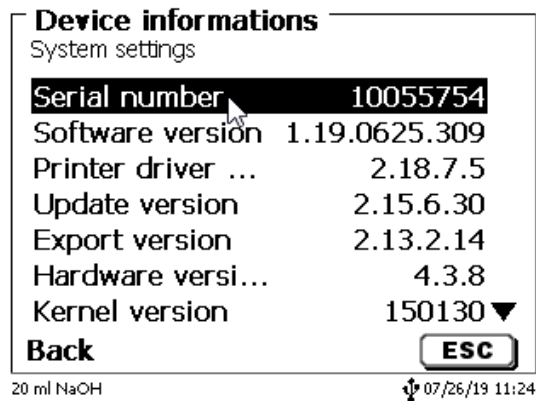 Device informations
System settings
Serial number 10055754
Software version 1.19.0625.309
Printer driver ... 2.18.7.5
Update version 2.15.6.30
Export version 2.13.2.14
Hardware versi... 4.3.8
Kernel version 150130
Back ESC
20 ml NaOH 07/26/19 11:24